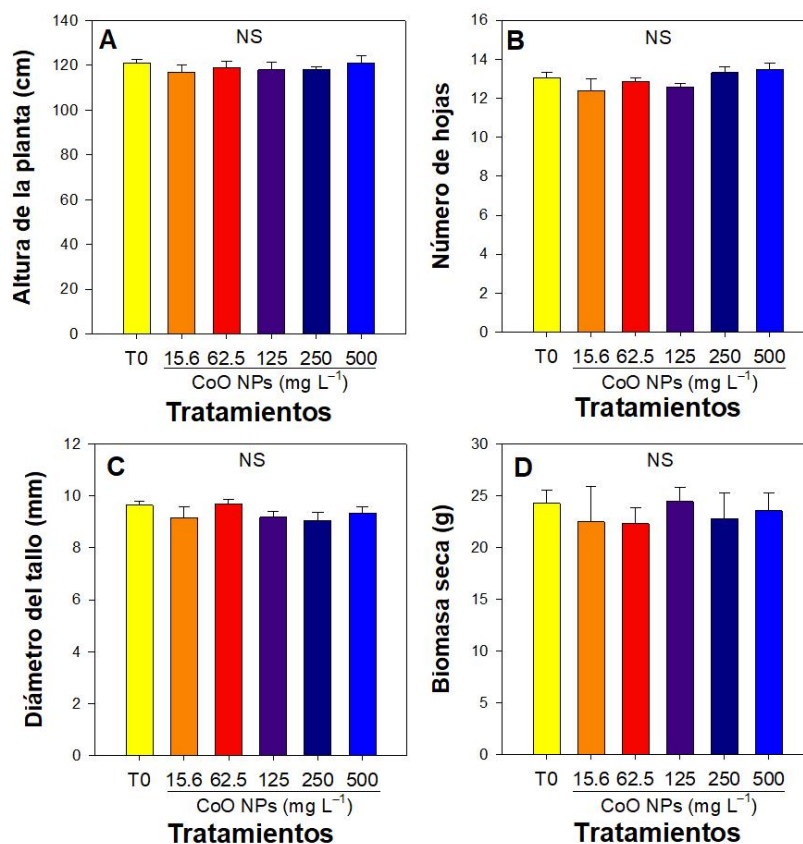 A
NS
Altura de la planta (cm)
140
120
100
80
60
40
20
0
T0 15.6 62.5 125 250 500
CoO NPs (mg L⁻¹)
Tratamientos
B
NS
Número de hojas
16
14
12
10
8
6
4
2
0
T0 15.6 62.5 125 250 500
CoO NPs (mg L⁻¹)
Tratamientos
C
NS
Diámetro del tallo (mm)
12
10
8
6
4
2
0
T0 15.6 62.5 125 250 500
CoO NPs (mg L⁻¹)
Tratamientos
D
NS
Biomasa seca (g)
30
25
20
15
10
5
0
T0 15.6 62.5 125 250 500
CoO NPs (mg L⁻¹)
Tratamientos